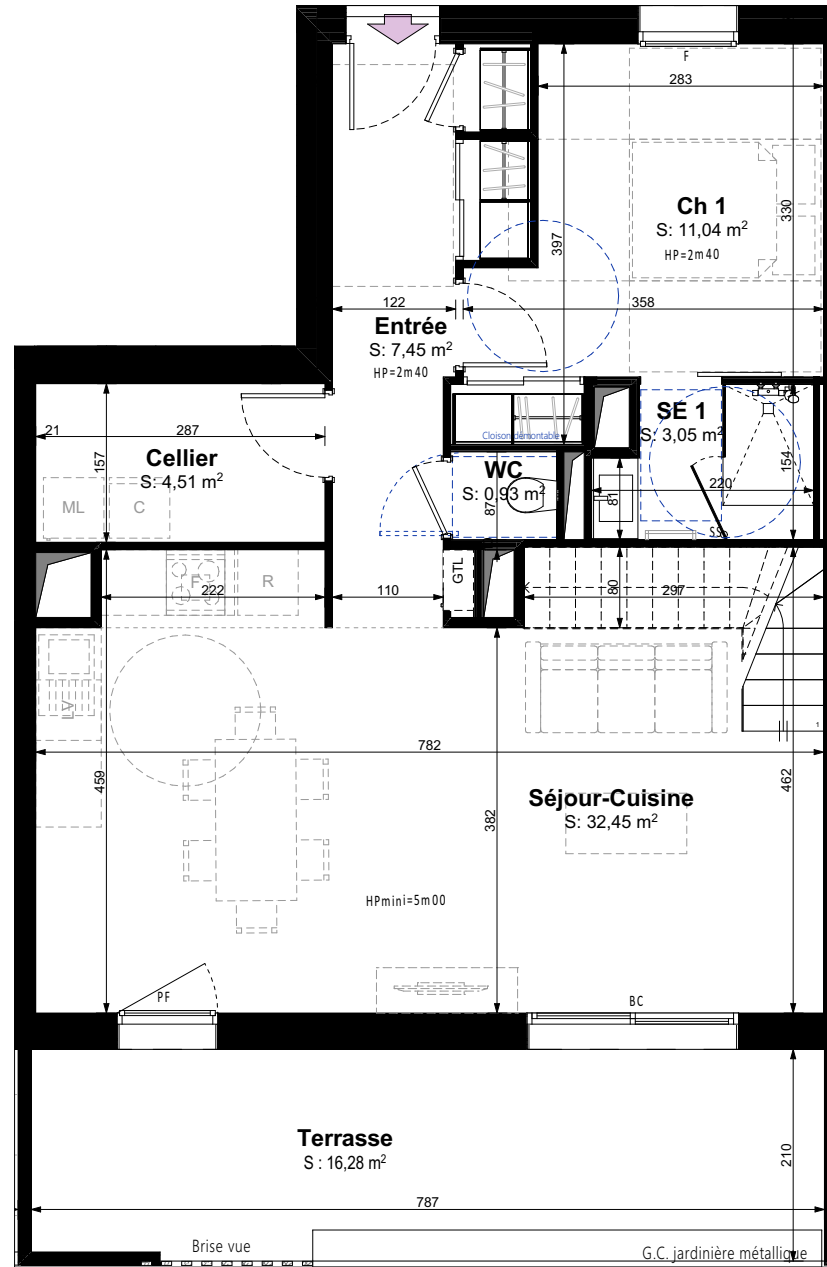 F
283
Ch 1
S: 11,04 m²
HP=2m40
330
397
122
358
Entrée
S: 7,45 m²
HP=2m40
21
287
157
Cellier
S: 4,51 m²
ML
C
Cloison démontable
WC
S: 0,93 m²
87
SE 1
S: 3,05 m²
65
154
220
81
SS
F
222
R
110
GTL
80
297
LV
1
782
459
382
462
Séjour-Cuisine
S: 32,45 m²
HPmini=5m00
PF
BC
Terrasse
S : 16,28 m²
210
787
Brise vue
G.C. jardinière métallique